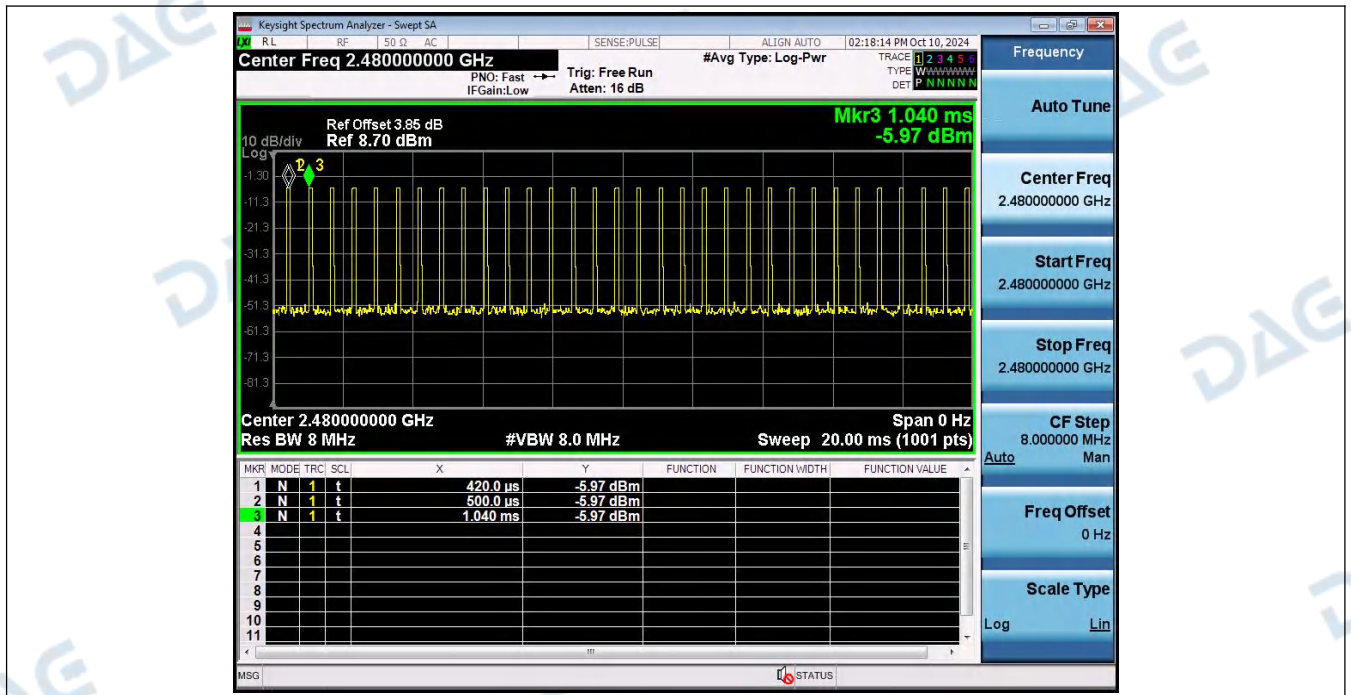 DAG
DAG
DAG
DAG
Keysight Spectrum Analyzer - Swept SA
LXI RL RF 50 Ω AC SENSE:PULSE ALIGN AUTO 02:18:14 PM Oct 10, 2024
Center Freq 2.480000000 GHz #Avg Type: Log-Pwr TRACE 1 2 3 4 5 6
PNO: Fast Trig: Free Run TYPE WWWWWWW
IFGain:Low Atten: 16 dB DET P N N N N N
Mkr3 1.040 ms
Ref Offset 3.85 dB
10 dB/div Ref 8.70 dBm -5.97 dBm
Log
1 2 3
-1.30
-11.3
-21.3
-31.3
-41.3
-51.3
-61.3
-71.3
-81.3
Center 2.480000000 GHz Span 0 Hz
Res BW 8 MHz #VBW 8.0 MHz Sweep 20.00 ms (1001 pts)
MKR MODE TRC SCL X Y FUNCTION FUNCTION WIDTH FUNCTION VALUE
1 N 1 t 420.0 µs -5.97 dBm
2 N 1 t 500.0 µs -5.97 dBm
3 N 1 t 1.040 ms -5.97 dBm
4
5
6
7
8
9
10
11
MSG STATUS
Frequency
Auto Tune
Center Freq
2.480000000 GHz
Start Freq
2.480000000 GHz
Stop Freq
2.480000000 GHz
CF Step
8.000000 MHz
Auto Man
Freq Offset
0 Hz
Scale Type
Log Lin